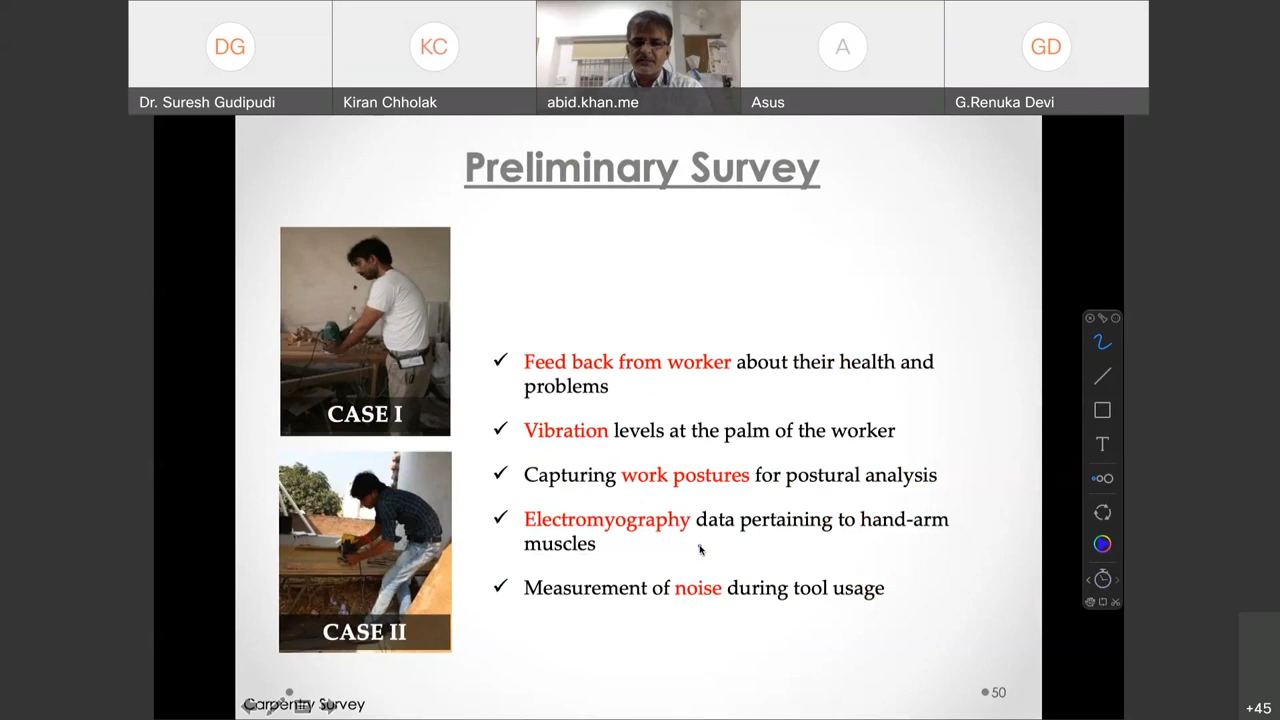 DG
KC
A
GD
Dr. Suresh Gudipudi
Kiran Chholak
abid.khan.me
Asus
G.Renuka Devi
Preliminary Survey
CASE I
✓ Feed back from worker about their health and
problems
✓ Vibration levels at the palm of the worker
✓ Capturing work postures for postural analysis
✓ Electromyography data pertaining to hand-arm
muscles
✓ Measurement of noise during tool usage
CASE II
T
Carpentry Survey
50
+45